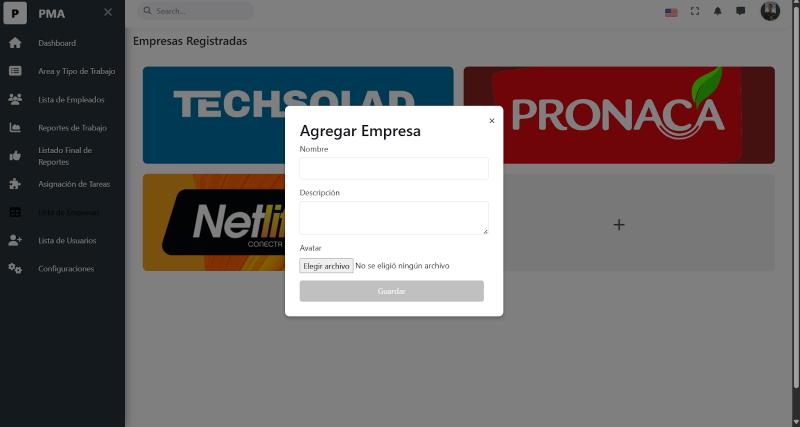 P PMA
Search...
Dashboard
Area y Tipo de Trabajo
Lista de Empleados
Reportes de Trabajo
Listado Final de
Reportes
Asignación de Tareas
Lista de Empresas
Lista de Usuarios
Configuraciones
Empresas Registradas
TECHSOLAD
PRONACA
Netli
CONECTA
Agregar Empresa
×
Nombre
Descripción
Avatar
Elegir archivo No se eligió ningún archivo
Guardar
+